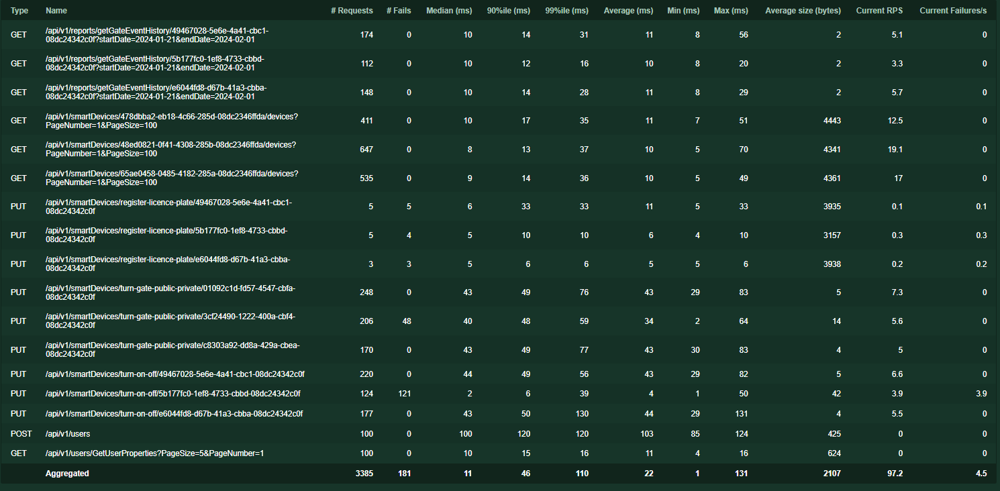 Type Name # Requests # Fails Median (ms) 90%ile (ms) 99%ile (ms) Average (ms) Min (ms) Max (ms) Average size (bytes) Current RPS Current Failures/s
GET /api/v1/reports/getGateEventHistory/49467028-5e6e-4a41-cbc1- 174 0 10 14 31 11 8 56 2 5.1 0
08dc24342c0f?startDate=2024-01-21&endDate=2024-02-01
GET /api/v1/reports/getGateEventHistory/5b177fc0-1ef8-4733-cbbd- 112 0 10 12 16 10 8 20 2 3.3 0
08dc24342c0f?startDate=2024-01-21&endDate=2024-02-01
GET /api/v1/reports/getGateEventHistory/e6044fd8-d67b-41a3-cbba- 148 0 10 14 28 11 8 29 2 5.7 0
08dc24342c0f?startDate=2024-01-21&endDate=2024-02-01
GET /api/v1/smartDevices/478dbba2-eb18-4c66-285d-08dc2346ffda/devices? 411 0 10 17 35 11 7 51 4443 12.5 0
PageNumber=1&PageSize=100
GET /api/v1/smartDevices/48ed0821-0f41-4308-285b-08dc2346ffda/devices? 647 0 8 13 37 10 5 70 4341 19.1 0
PageNumber=1&PageSize=100
GET /api/v1/smartDevices/65ae0458-0485-4182-285a-08dc2346ffda/devices? 535 0 9 14 36 10 5 49 4361 17 0
PageNumber=1&PageSize=100
PUT /api/v1/smartDevices/register-licence-plate/49467028-5e6e-4a41-cbc1- 5 5 6 33 33 11 5 33 3935 0.1 0.1
08dc24342c0f
PUT /api/v1/smartDevices/register-licence-plate/5b177fc0-1ef8-4733-cbbd- 5 4 5 10 10 6 4 10 3157 0.3 0.3
08dc24342c0f
PUT /api/v1/smartDevices/register-licence-plate/e6044fd8-d67b-41a3-cbba- 3 3 5 6 6 5 5 6 3938 0.2 0.2
08dc24342c0f
PUT /api/v1/smartDevices/turn-gate-public-private/01092c1d-fd57-4547-cbfa- 248 0 43 49 76 43 29 83 5 7.3 0
08dc24342c0f
PUT /api/v1/smartDevices/turn-gate-public-private/3cf24490-1222-400a-cbf4- 206 48 40 48 59 34 2 64 14 5.6 0
08dc24342c0f
PUT /api/v1/smartDevices/turn-gate-public-private/c8303a92-dd8a-429a-cbea- 170 0 43 49 77 43 30 83 4 5 0
08dc24342c0f
PUT /api/v1/smartDevices/turn-on-off/49467028-5e6e-4a41-cbc1-08dc24342c0f 220 0 44 49 56 43 29 82 5 6.6 0
PUT /api/v1/smartDevices/turn-on-off/5b177fc0-1ef8-4733-cbbd-08dc24342c0f 124 121 2 6 39 4 1 50 42 3.9 3.9
PUT /api/v1/smartDevices/turn-on-off/e6044fd8-d67b-41a3-cbba-08dc24342c0f 177 0 43 50 130 44 29 131 4 5.5 0
POST /api/v1/users 100 0 100 120 120 103 85 124 425 0 0
GET /api/v1/users/GetUserProperties?PageSize=5&PageNumber=1 100 0 10 15 16 11 4 16 624 0 0
Aggregated 3385 181 11 46 110 22 1 131 2107 97.2 4.5